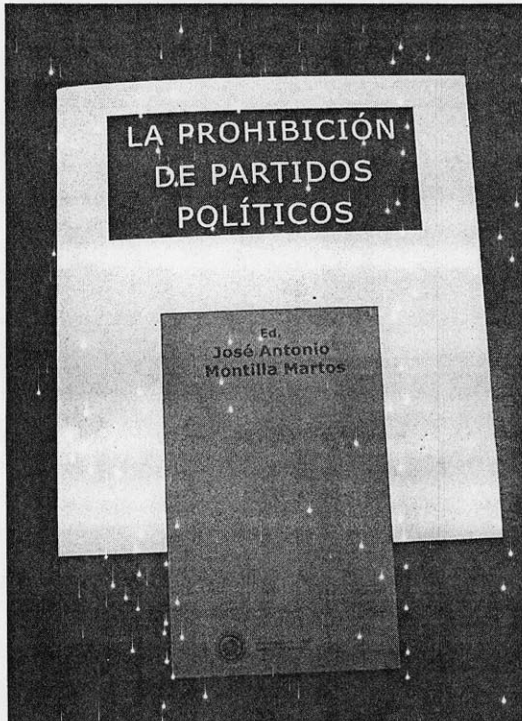 LA PROHIBICIÓN
DE PARTIDOS
POLÍTICOS
Ed.
José Antonio
Montilla Martos